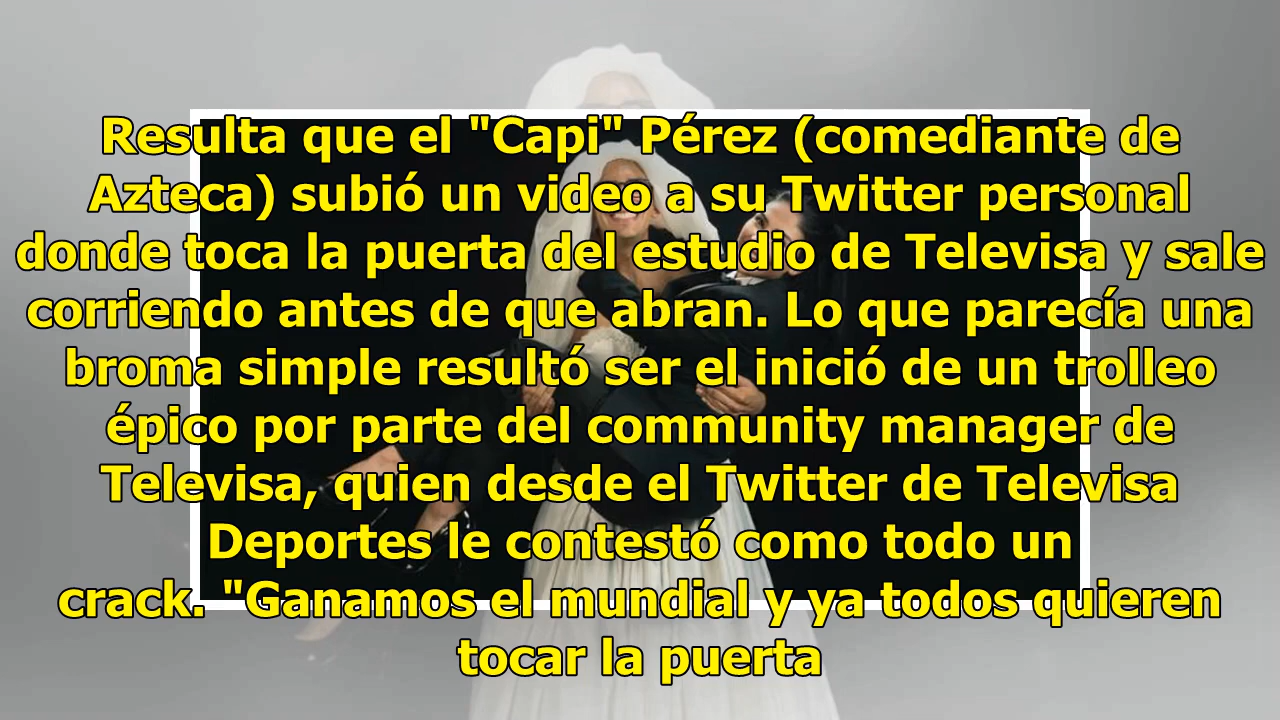 Resulta que el "Capi" Pérez (comediante de
Azteca) subió un video a su Twitter personal
donde toca la puerta del estudio de Televisa y sale
corriendo antes de que abran. Lo que parecía una
broma simple resultó ser el inició de un trolleo
épico por parte del community manager de
Televisa, quien desde el Twitter de Televisa
Deportes le contestó como todo un
crack. "Ganamos el mundial y ya todos quieren
tocar la puerta